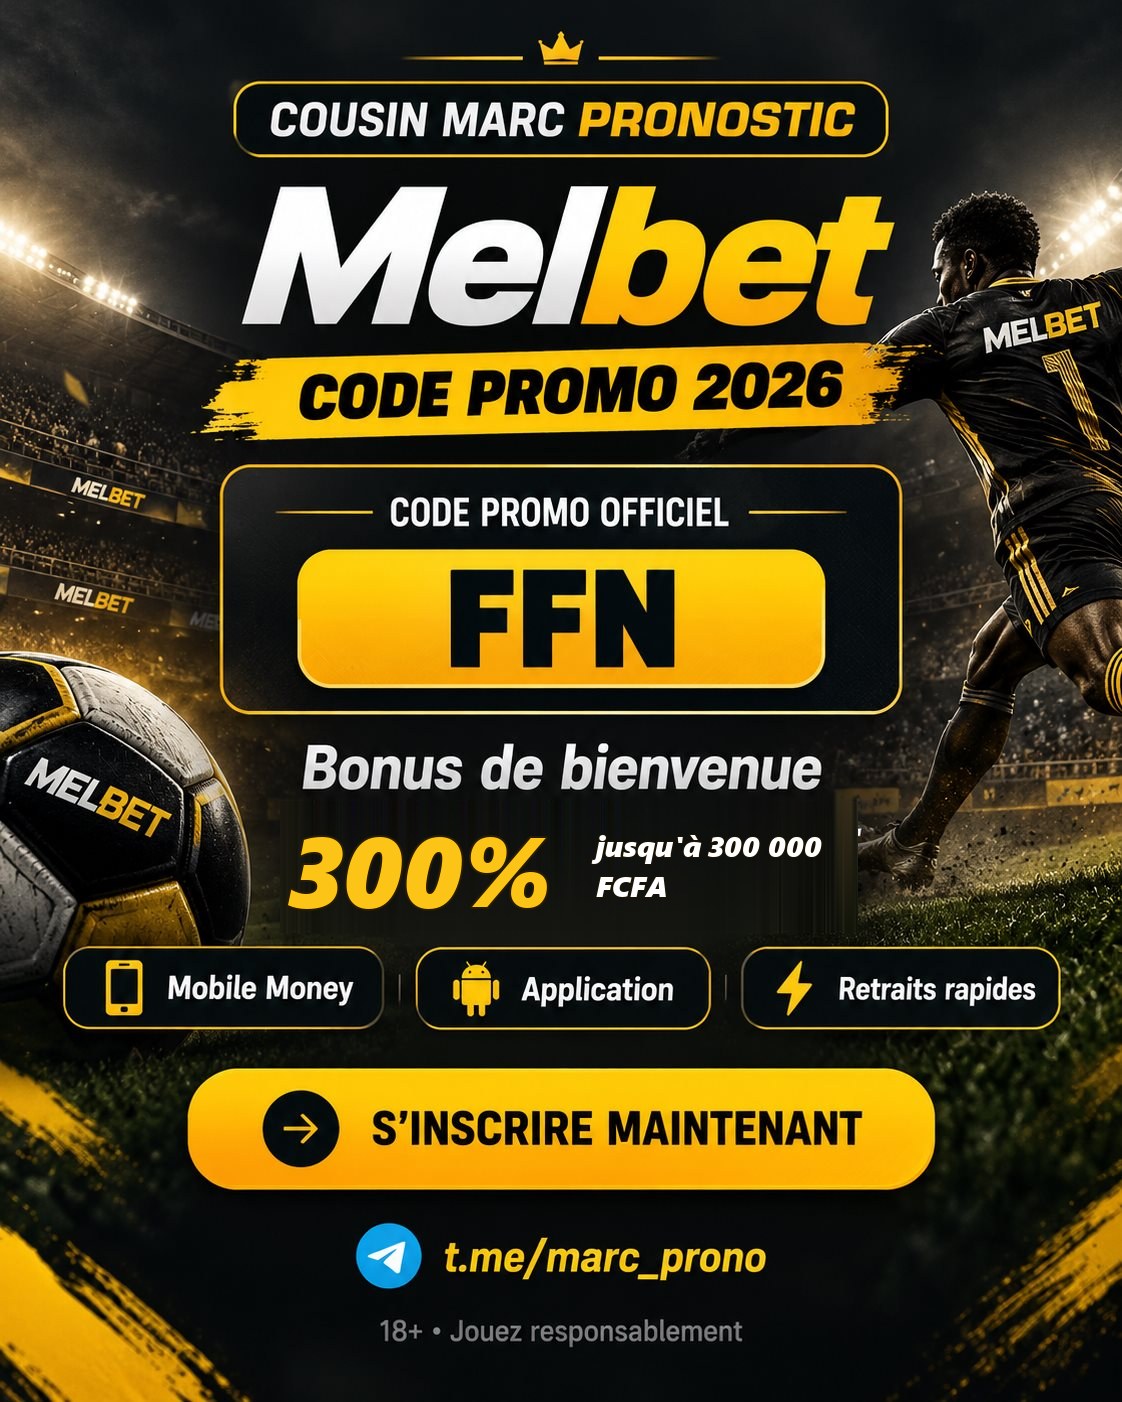 COUSIN MARC PRONOSTIC
Melbet
MELBET
1
CODE PROMO 2026
MELBET
CODE PROMO OFFICIEL
FFN
MELBET
Bonus de bienvenue
MELBET
300% jusqu'à 300 000
FCFA
Mobile Money
Application
Retraits rapides
S'INSCRIRE MAINTENANT
t.me/marc_prono
18+ • Jouez responsablement